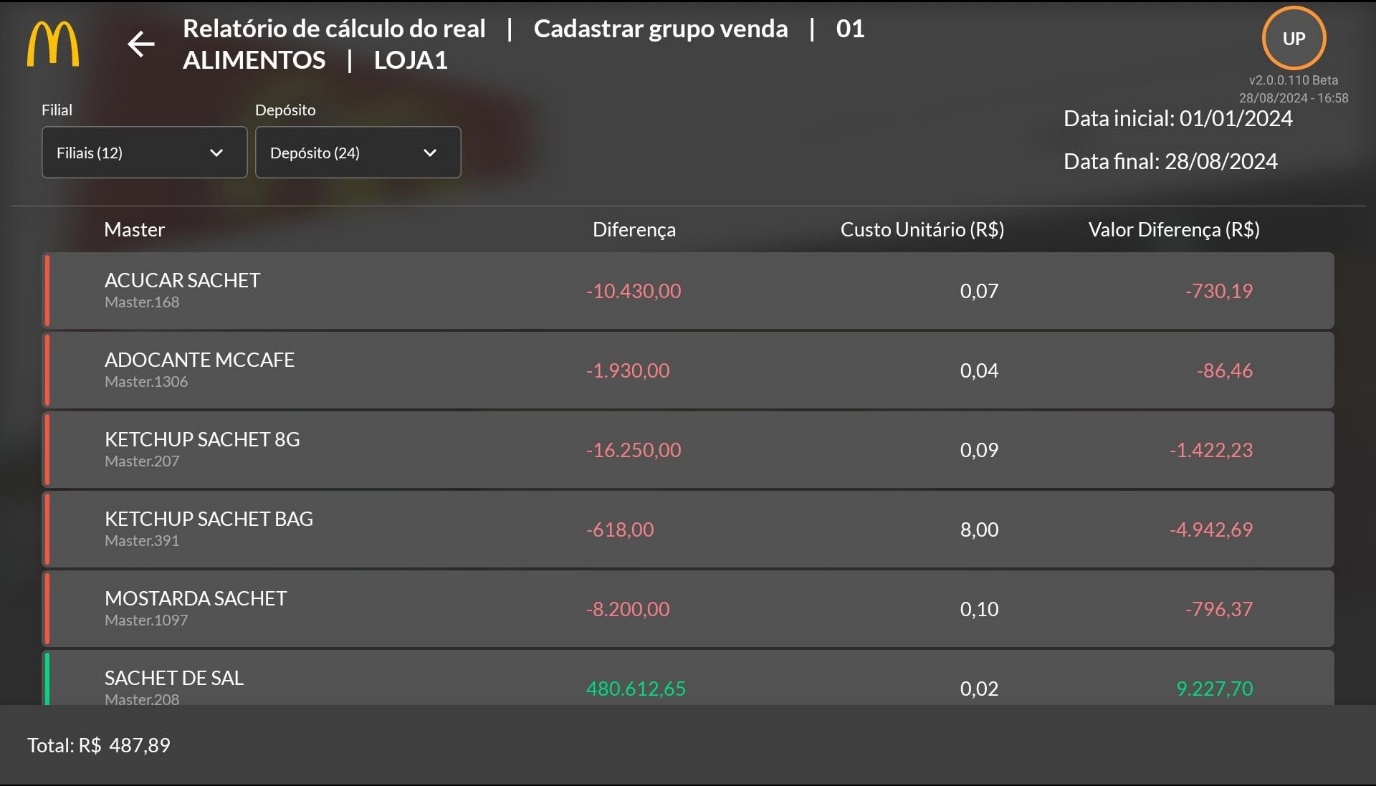 Relatório de cálculo do real | Cadastrar grupo venda | 01
ALIMENTOS | LOJA1
UP
v2.0.0.110 Beta
28/08/2024 - 16:58
Filial
Depósito
Filiais (12)
Depósito (24)
Data inicial: 01/01/2024
Data final: 28/08/2024
Master Diferença Custo Unitário (R$) Valor Diferença (R$)
ACUCAR SACHET
Master.168
-10.430,00 0,07 -730,19
ADOCANTE MCCAFE
Master.1306
-1.930,00 0,04 -86,46
KETCHUP SACHET 8G
Master.207
-16.250,00 0,09 -1.422,23
KETCHUP SACHET BAG
Master.391
-618,00 8,00 -4.942,69
MOSTARDA SACHET
Master.1097
-8.200,00 0,10 -796,37
SACHET DE SAL
Master.208
480.612,65 0,02 9.227,70
Total: R$ 487,89